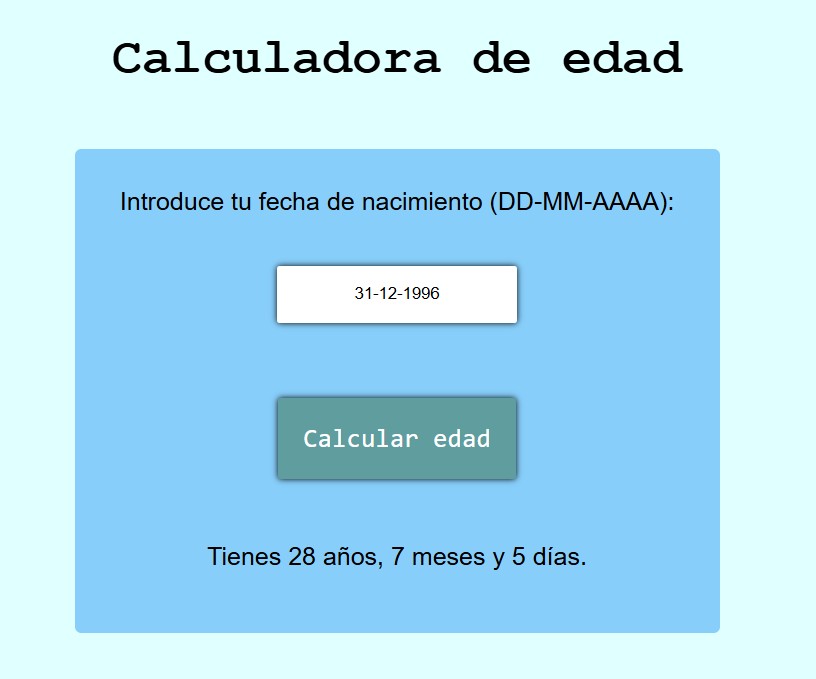 Calculadora de edad
Introduce tu fecha de nacimiento (DD-MM-AAAA):
31-12-1996
Calcular edad
Tienes 28 años, 7 meses y 5 días.